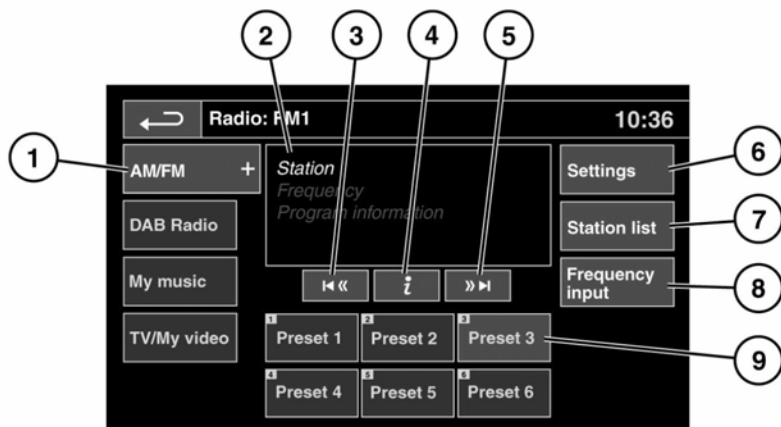 2 3 4 5
Radio: FM1 10:36
1
AM/FM + Station Settings 6
Frequency
Program information
DAB Radio Station list 7
My music i Frequency input 8
TV/My video 1 Preset 1 2 Preset 2 3 Preset 3 9
4 Preset 4 5 Preset 5 6 Preset 6